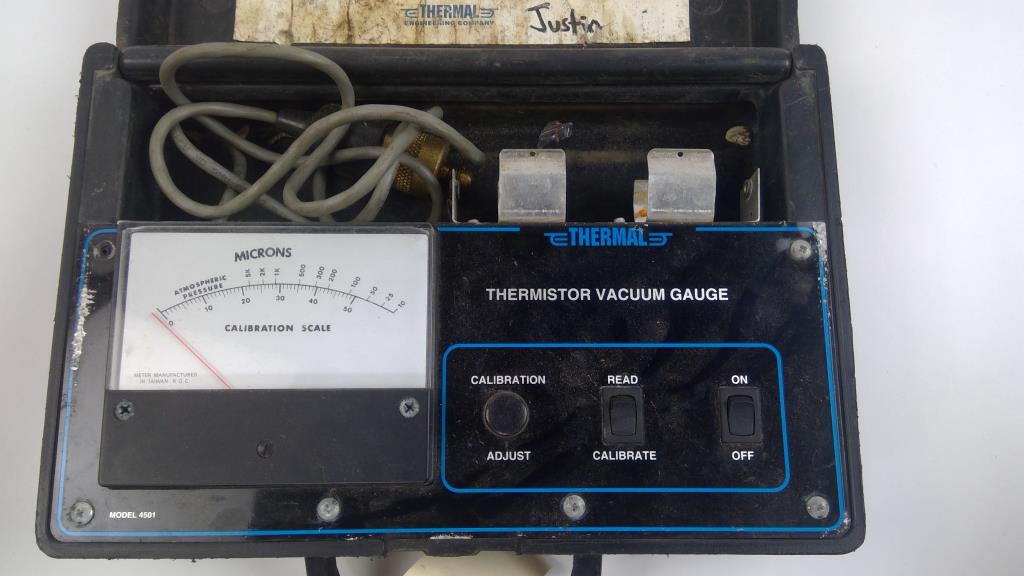 THERMAL
ENGINEERING COMPANY
Justin
THERMAL
MICRONS
ATMOSPHERIC
PRESSURE
5K 2K 1K 500 300 200 100 50 25 10
0 10 20 30 40 50
CALIBRATION SCALE
METER MANUFACTURED
IN TAIWAN R.O.C
THERMISTOR VACUUM GAUGE
CALIBRATION
ADJUST
READ
CALIBRATE
ON
OFF
MODEL 4501